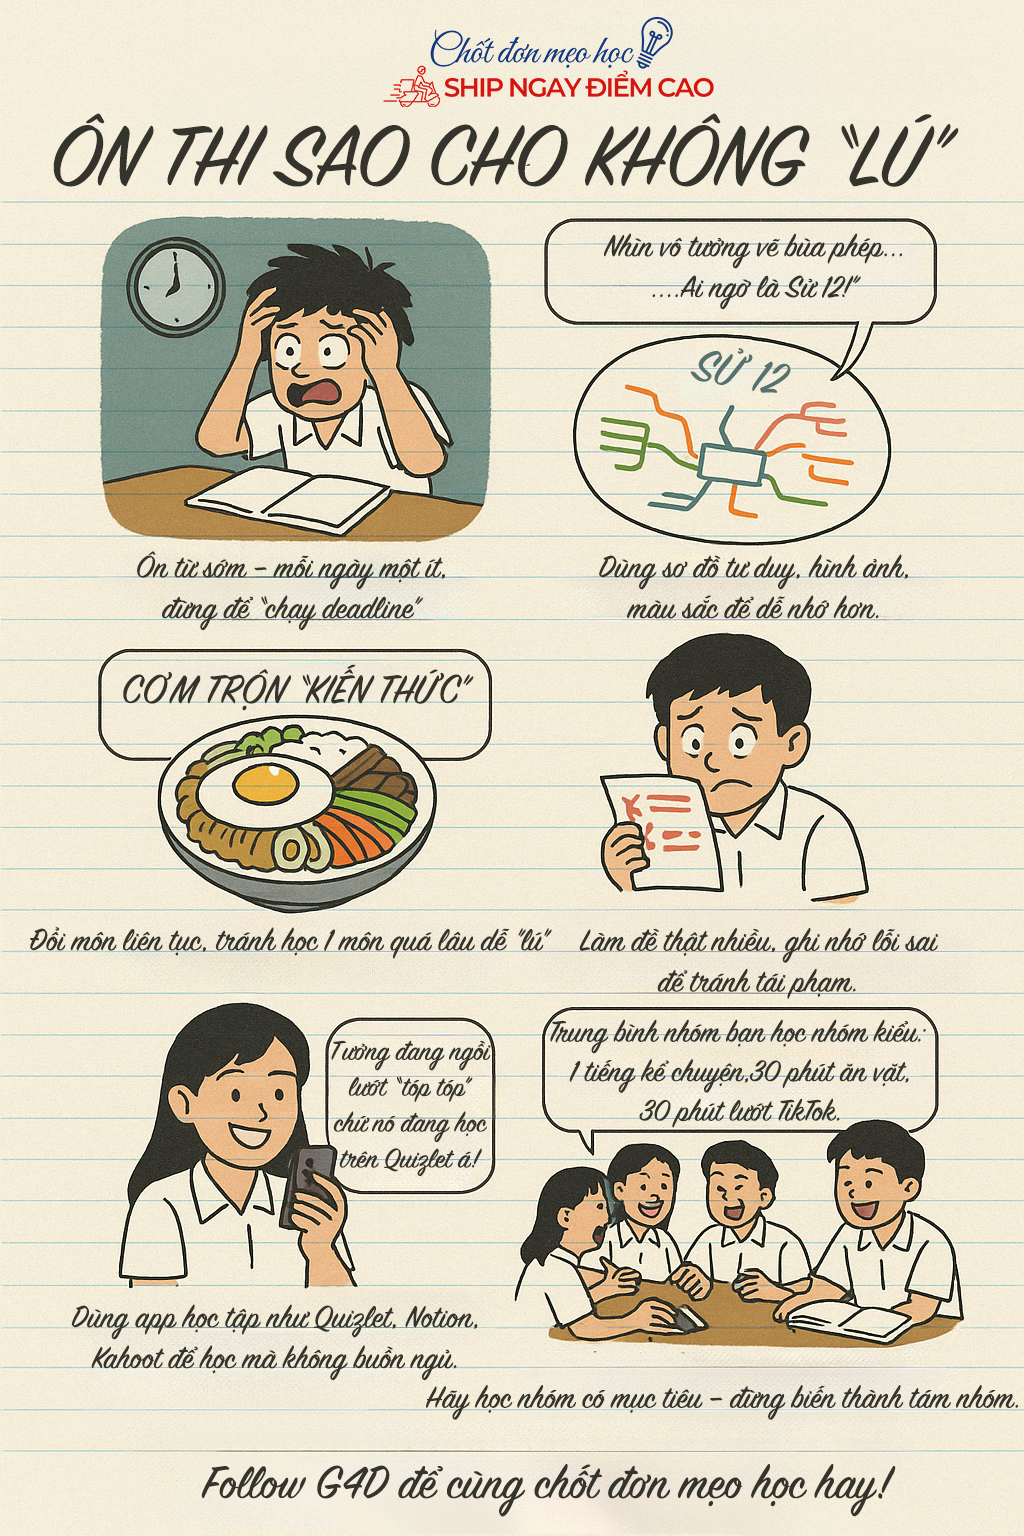 Chốt đơn mẹo học
SHIP NGAY ĐIỂM CAO
ÔN THI SAO CHO KHÔNG “LÚ”
Nhìn vô tưởng vẽ bùa phép...
....Ai ngờ là Sử 12!”
SỬ 12
Ôn từ sớm – mỗi ngày một ít,
đừng để “chạy deadline”
Dùng sơ đồ tư duy, hình ảnh,
màu sắc để dễ nhớ hơn.
CƠM TRỘN “KIẾN THỨC”
Đổi môn liên tục, tránh học 1 môn quá lâu dễ "lú"
Làm đề thật nhiều, ghi nhớ lỗi sai
để tránh tái phạm.
Tưởng đang ngồi
lướt “tóp tóp”
chứ nó đang học
trên Quizlet á!
Trung bình nhóm bạn học nhóm kiểu:
1 tiếng kể chuyện,30 phút ăn vặt,
30 phút lướt TikTok.
Dùng app học tập như Quizlet, Notion,
Kahoot để học mà không buồn ngủ.
Hãy học nhóm có mục tiêu – đừng biến thành tám nhóm.
Follow G4D để cùng chốt đơn mẹo học hay!